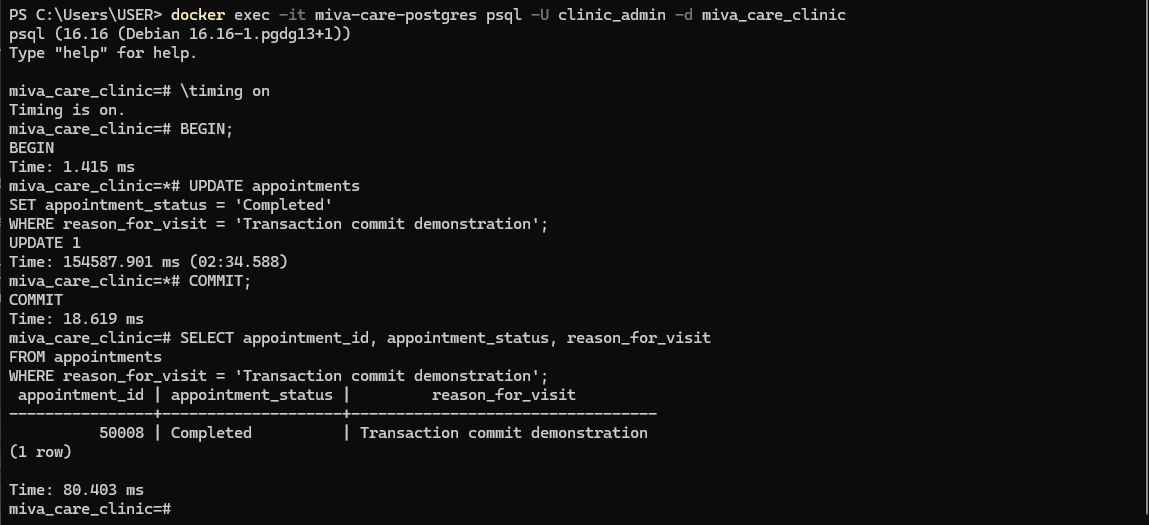 PS C:\Users\USER> docker exec -it miva-care-postgres psql -U clinic_admin -d miva_care_clinic
psql (16.16 (Debian 16.16-1.pgdg13+1))
Type "help" for help.

miva_care_clinic=# \timing on
Timing is on.
miva_care_clinic=# BEGIN;
BEGIN
Time: 1.415 ms
miva_care_clinic=*# UPDATE appointments
SET appointment_status = 'Completed'
WHERE reason_for_visit = 'Transaction commit demonstration';
UPDATE 1
Time: 154587.901 ms (02:34.588)
miva_care_clinic=*# COMMIT;
COMMIT
Time: 18.619 ms
miva_care_clinic=# SELECT appointment_id, appointment_status, reason_for_visit
FROM appointments
WHERE reason_for_visit = 'Transaction commit demonstration';
 appointment_id | appointment_status |         reason_for_visit
----------------+--------------------+----------------------------------
          50008 | Completed          | Transaction commit demonstration
(1 row)

Time: 80.403 ms
miva_care_clinic=#